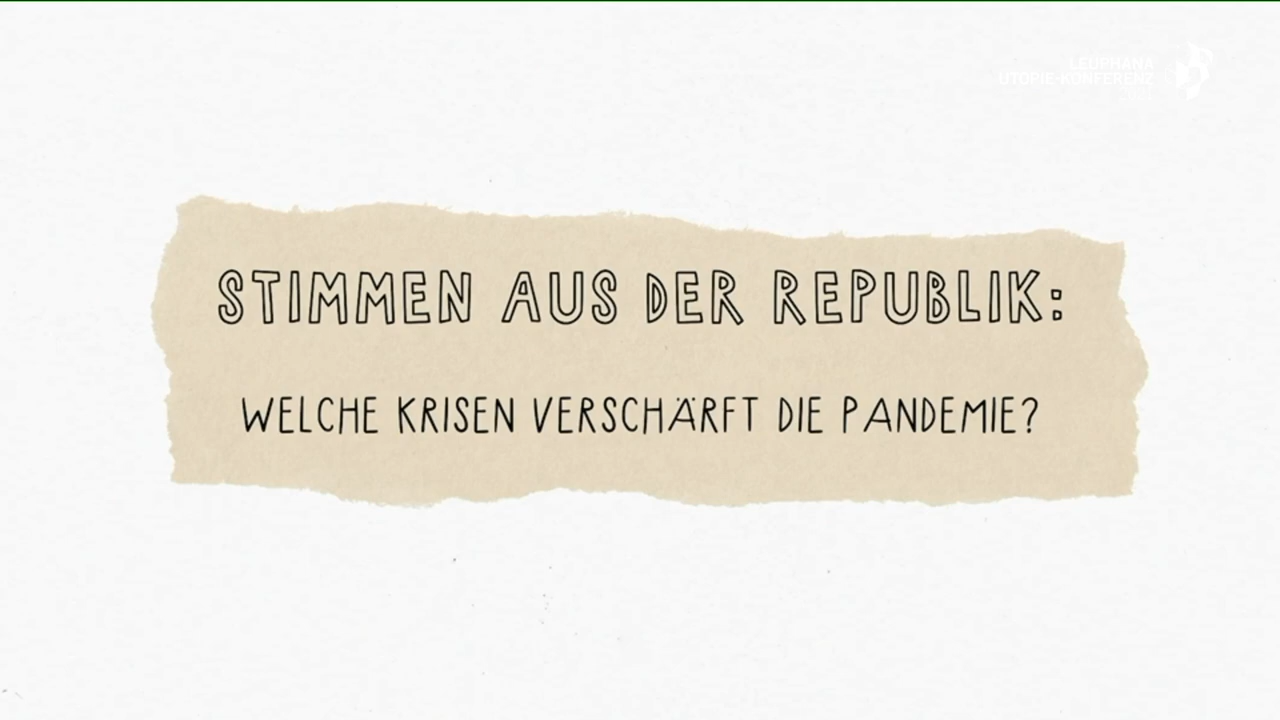 LEUPHANA
UTOPIE-KONFERENZ
STIMMEN AUS DER REPUBLIK:
WELCHE KRISEN VERSCHÄRFT DIE PANDEMIE?